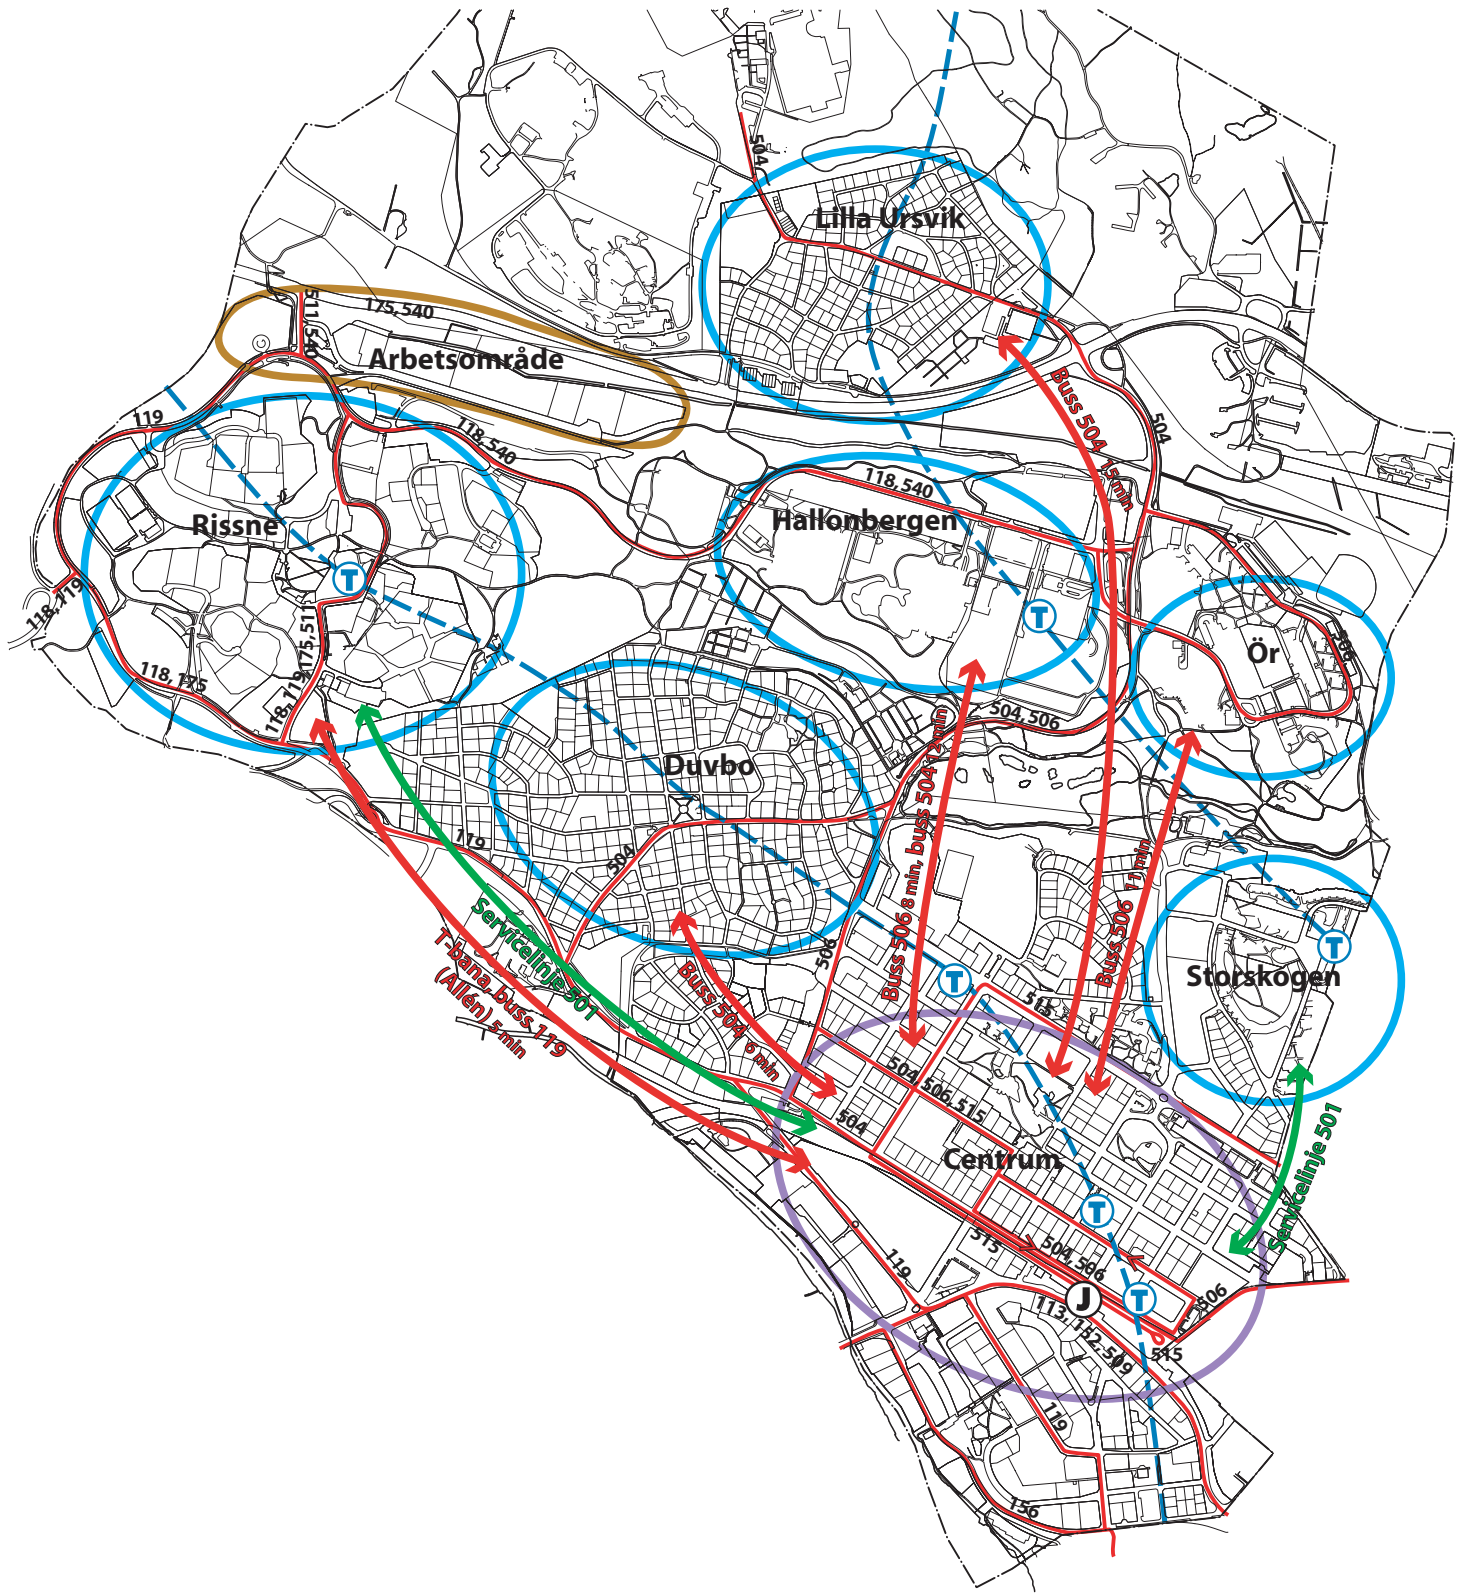 504
Lilla Ursvik
175, 540
511, 540
Arbetsområde
Buss 504 15 min
119
504
118, 540
118, 540
Rissne
Hallonbergen
T
118, 119
T
118, 175
118, 119, 175, 511
Ör
506
504, 506
Duvbo
Buss 506 8 min, buss 504 12 min
119
504
Buss 506 11 min
506
Servicelinje 501
T-bana, buss 119
(Allén) 5 min
Buss 504 6 min
T
T
Storskogen
515
504, 506, 515
504
Centrum
Servicelinje 501
T
515
504, 506
119
J
T
506
113, 152, 509
515
119
156